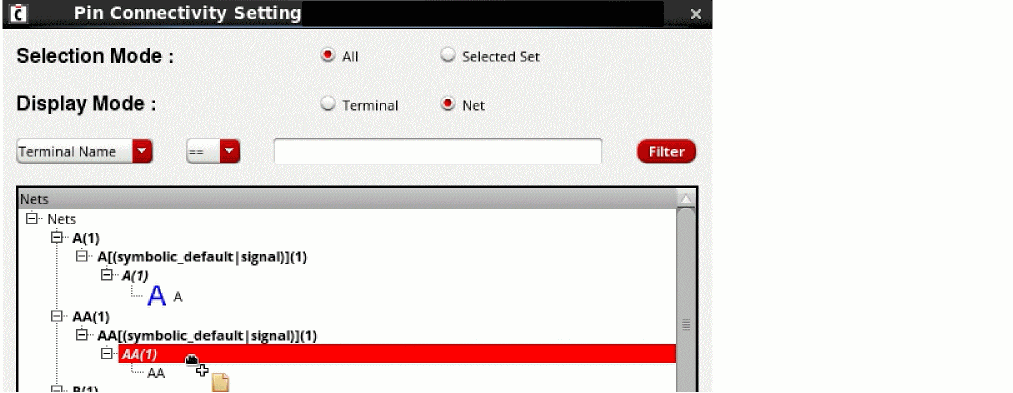 Pin Connectivity Setting
Selection Mode : All Selected Set
Display Mode : Terminal Net
Terminal Name == Filter
Nets
Nets
A(1)
A[(symbolic_default|signal)](1)
A(1)
A A
AA(1)
AA[(symbolic_default|signal)](1)
AA(1)
AA
B(1)